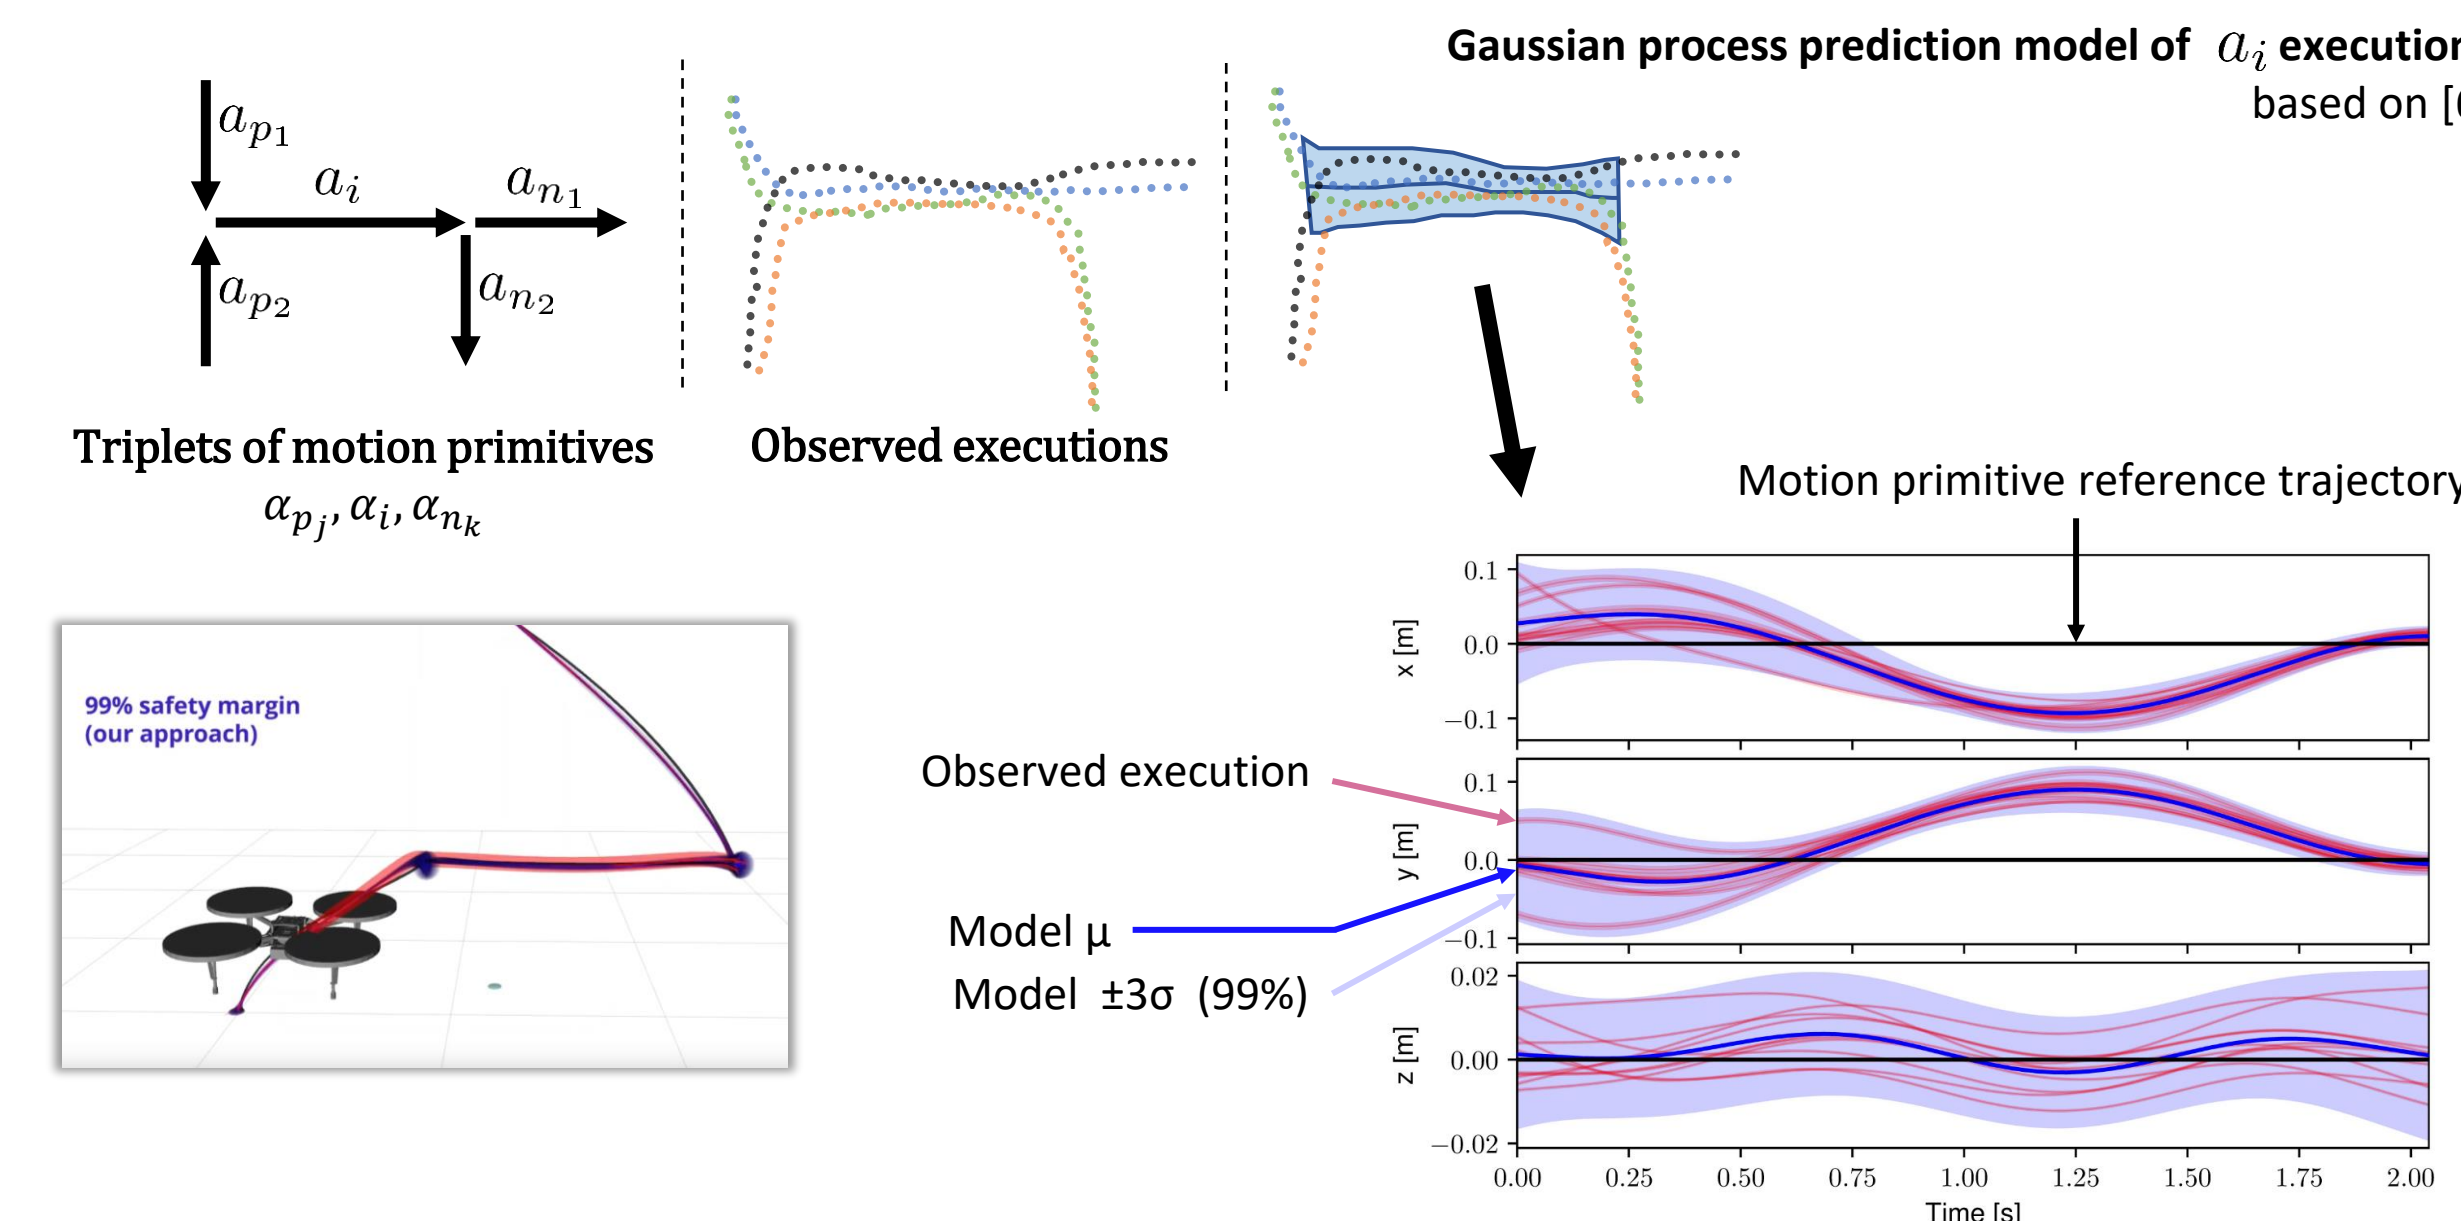 Gaussian process prediction model of a_i execution
based on [
a_{p_1}
a_i
a_{n_1}
a_{p_2}
a_{n_2}
Triplets of motion primitives
α_{p_j}, α_i, α_{n_k}
Observed executions
Motion primitive reference trajectory
99% safety margin
(our approach)
Observed execution
Model μ
Model ±3σ (99%)
x [m]
0.1
0.0
−0.1
y [m]
0.1
0.0
−0.1
z [m]
0.02
0.00
−0.02
0.00 0.25 0.50 0.75 1.00 1.25 1.50 1.75 2.00
Time [s]